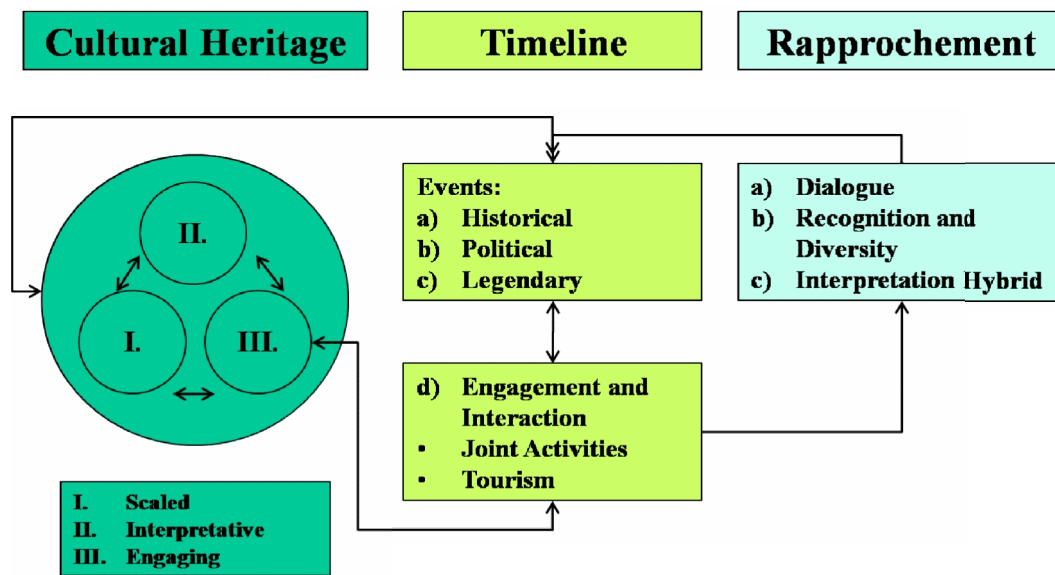 Cultural Heritage
Timeline
Rapprochement
II.
I.
III.
I. Scaled
II. Interpretative
III. Engaging
Events:
a) Historical
b) Political
c) Legendary
d) Engagement and
Interaction
• Joint Activities
• Tourism
a) Dialogue
b) Recognition and
Diversity
c) Interpretation Hybrid